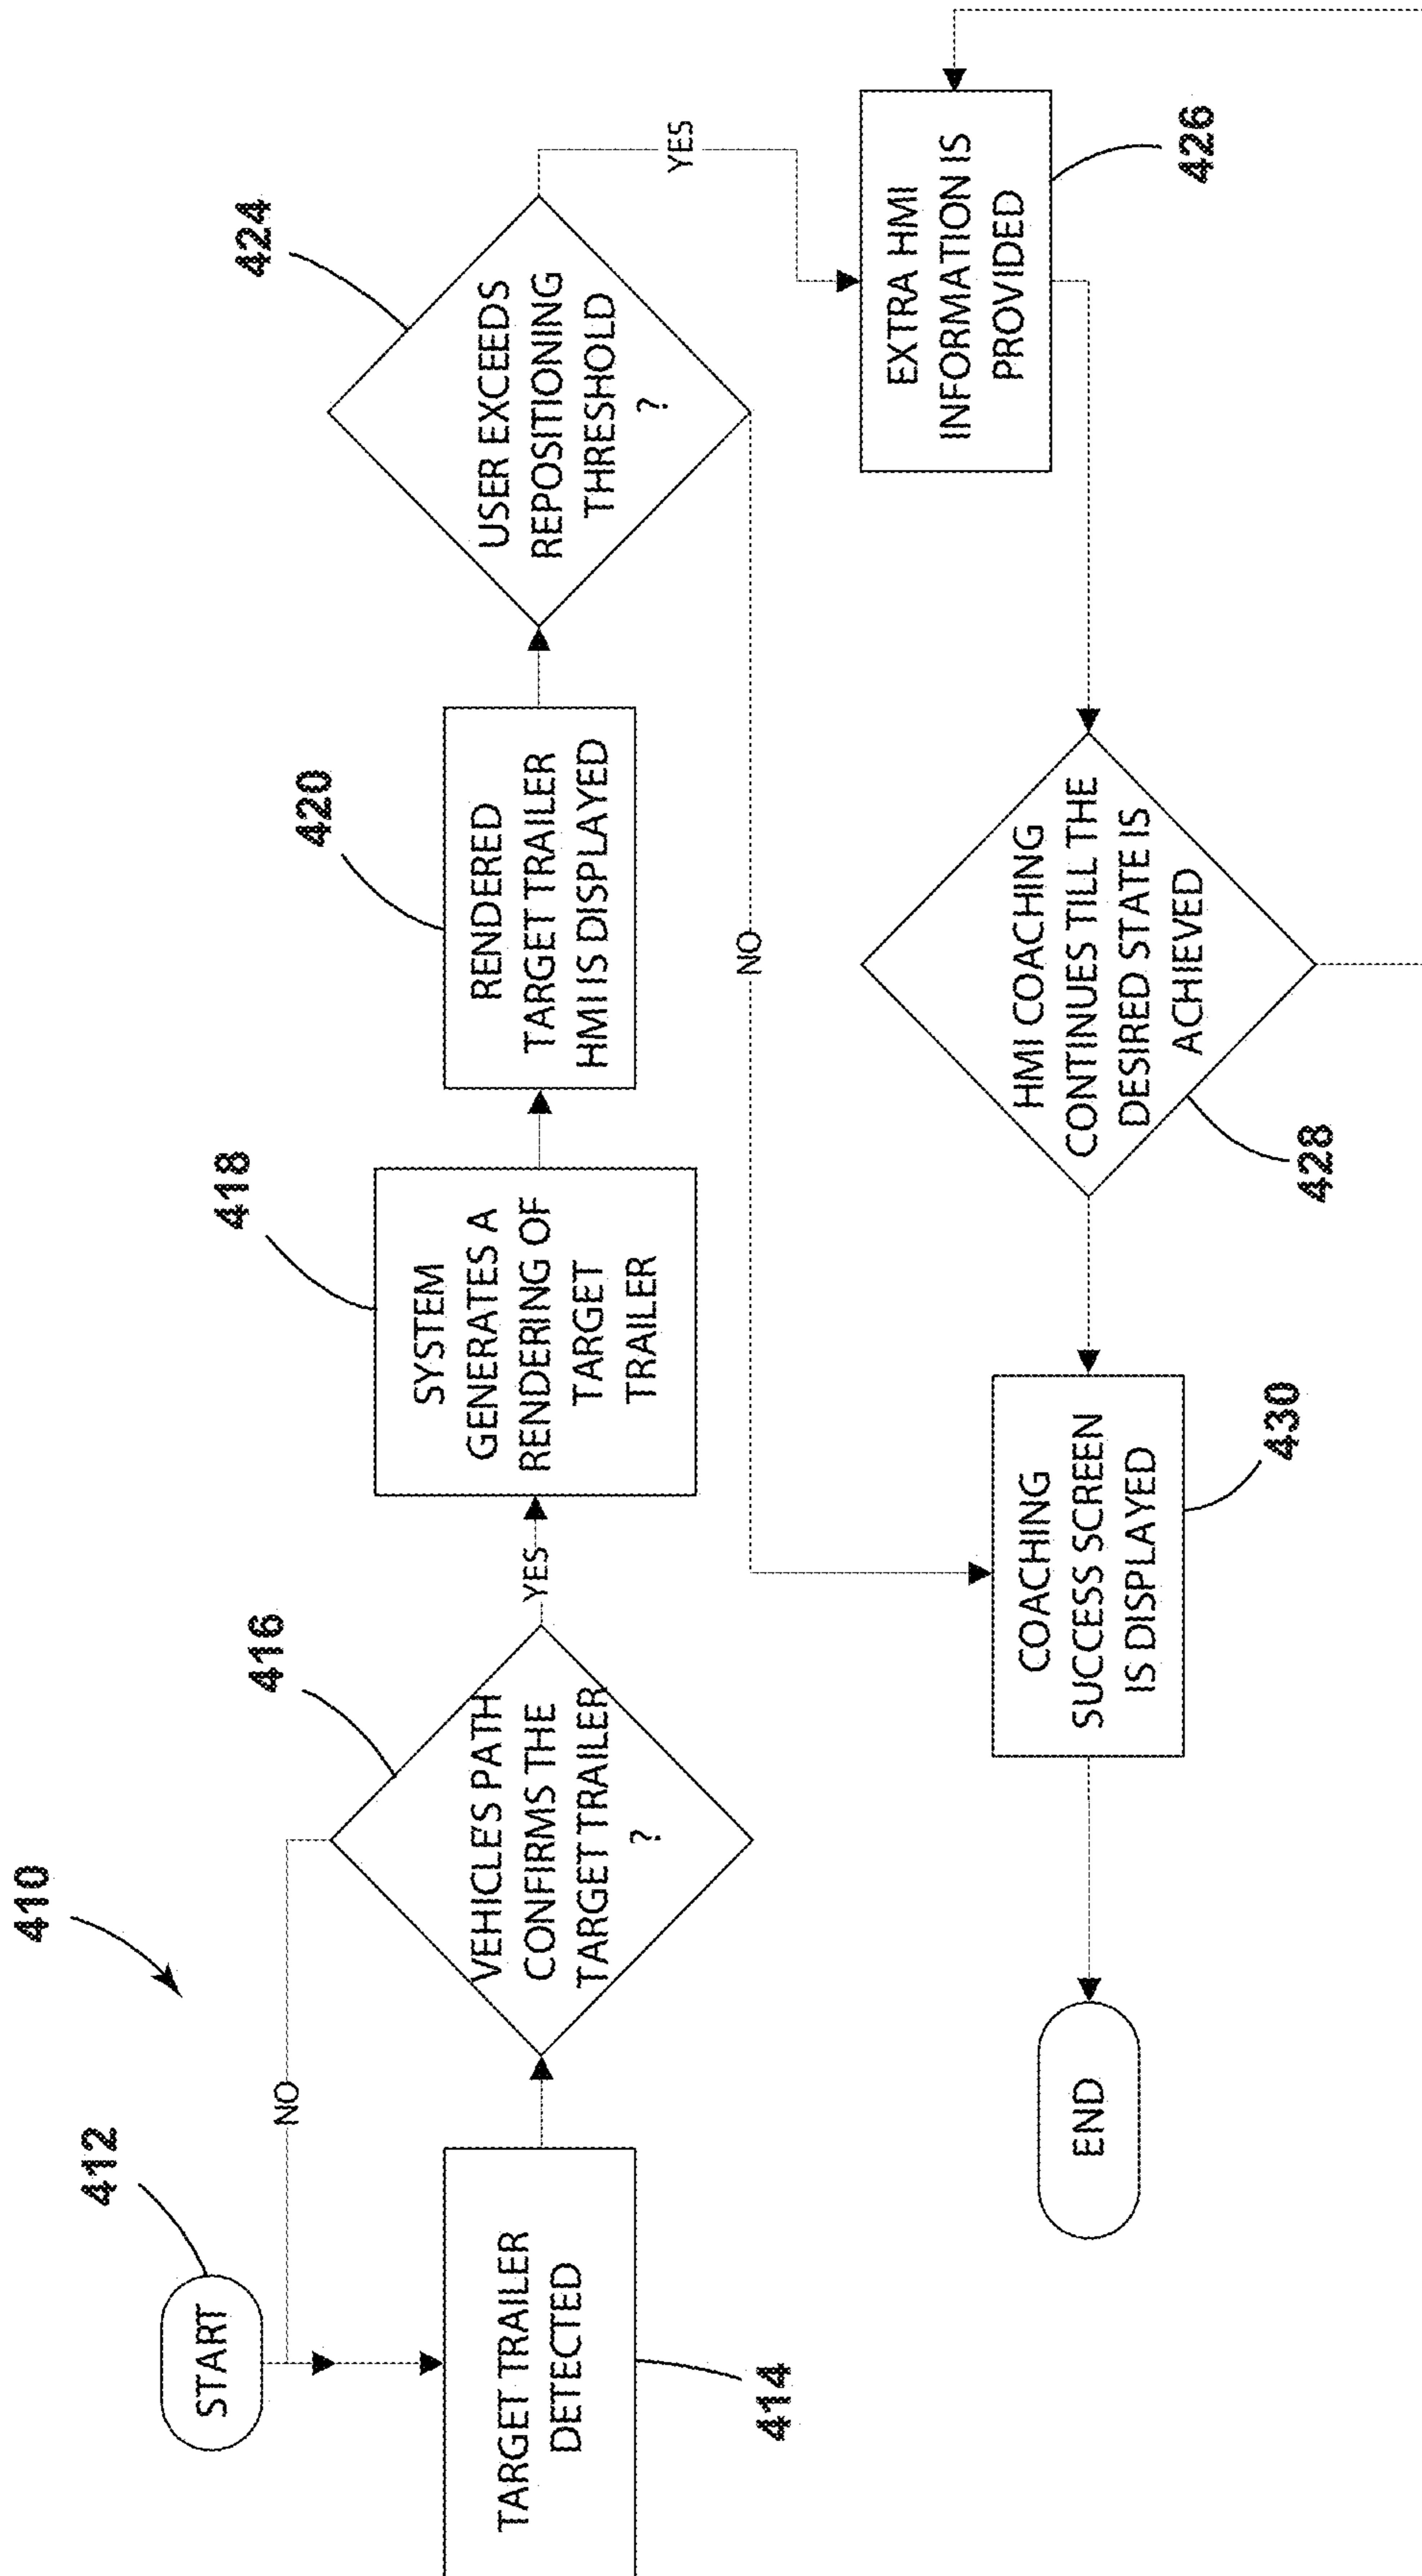 410
412
START
NO
TARGET TRAILER
DETECTED
414
416
VEHICLE'S PATH
CONFIRMS THE
TARGET TRAILER
?
YES
418
SYSTEM
GENERATES A
RENDERING OF
TARGET
TRAILER
420
RENDERED
TARGET TRAILER
HMI IS DISPLAYED
424
USER EXCEEDS
REPOSITIONING
THRESHOLD
?
YES
NO
EXTRA HMI
INFORMATION IS
PROVIDED
426
HMI COACHING
CONTINUES TILL THE
DESIRED STATE IS
ACHIEVED
428
COACHING
SUCCESS SCREEN
IS DISPLAYED
430
END